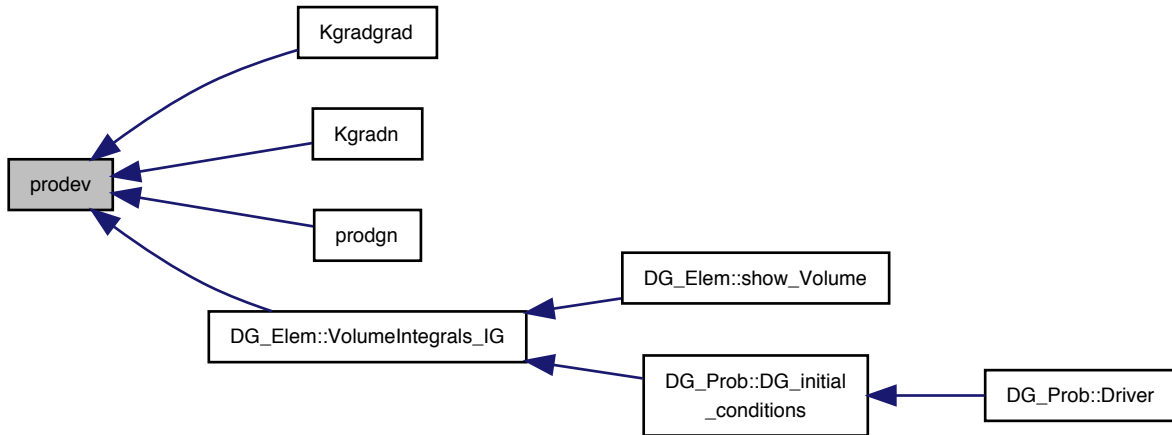 Kgradgrad
Kgradn
prodev
prodgn
DG_Elem::show_Volume
DG_Elem::VolumeIntegrals_IG
DG_Prob::DG_initial
_conditions
DG_Prob::Driver